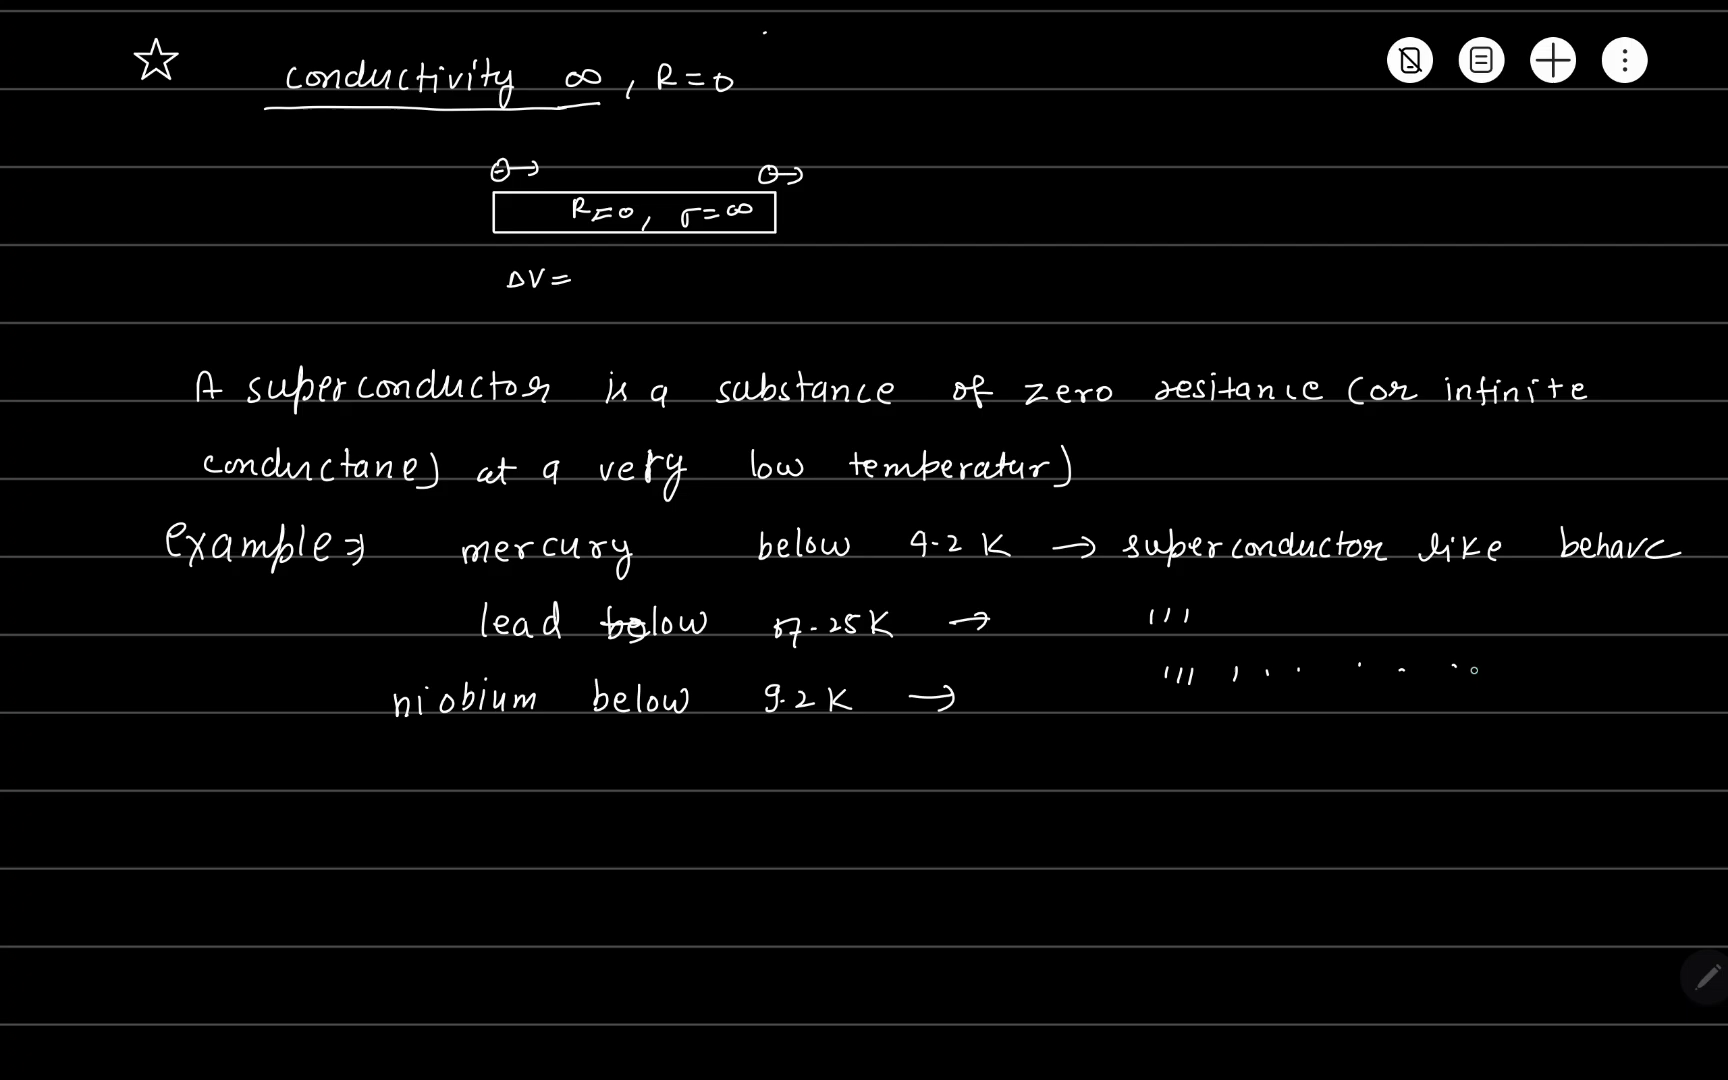 conductivity ∞, R=0
R=0, σ=∞
ΔV=
A superconductor is a substance of zero resitance (or infinite
conductane) at a very low temperatur)
example⇒ mercury below 4.2 K → superconductor like behave
lead below 7.25K → '''
niobium below 9.2K → '''